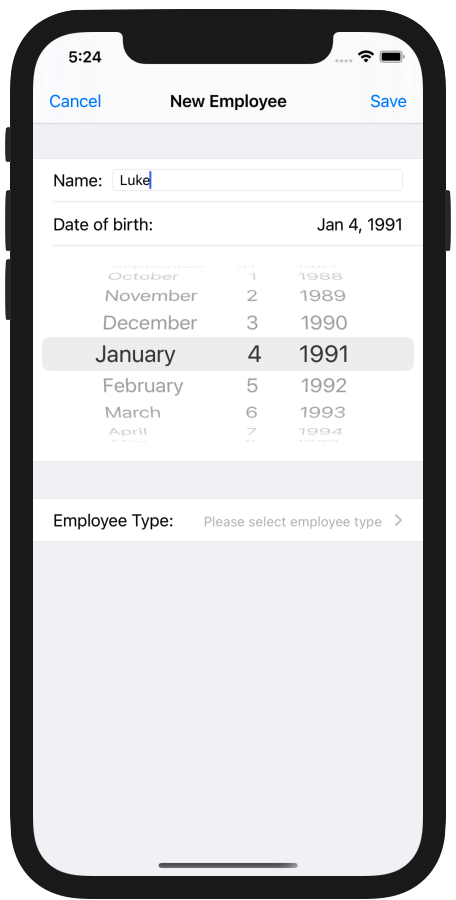 5:24
Cancel New Employee Save
Name: Luke
Date of birth: Jan 4, 1991
October 1 1988
November 2 1989
December 3 1990
January 4 1991
February 5 1992
March 6 1993
April 7 1994
Employee Type: Please select employee type